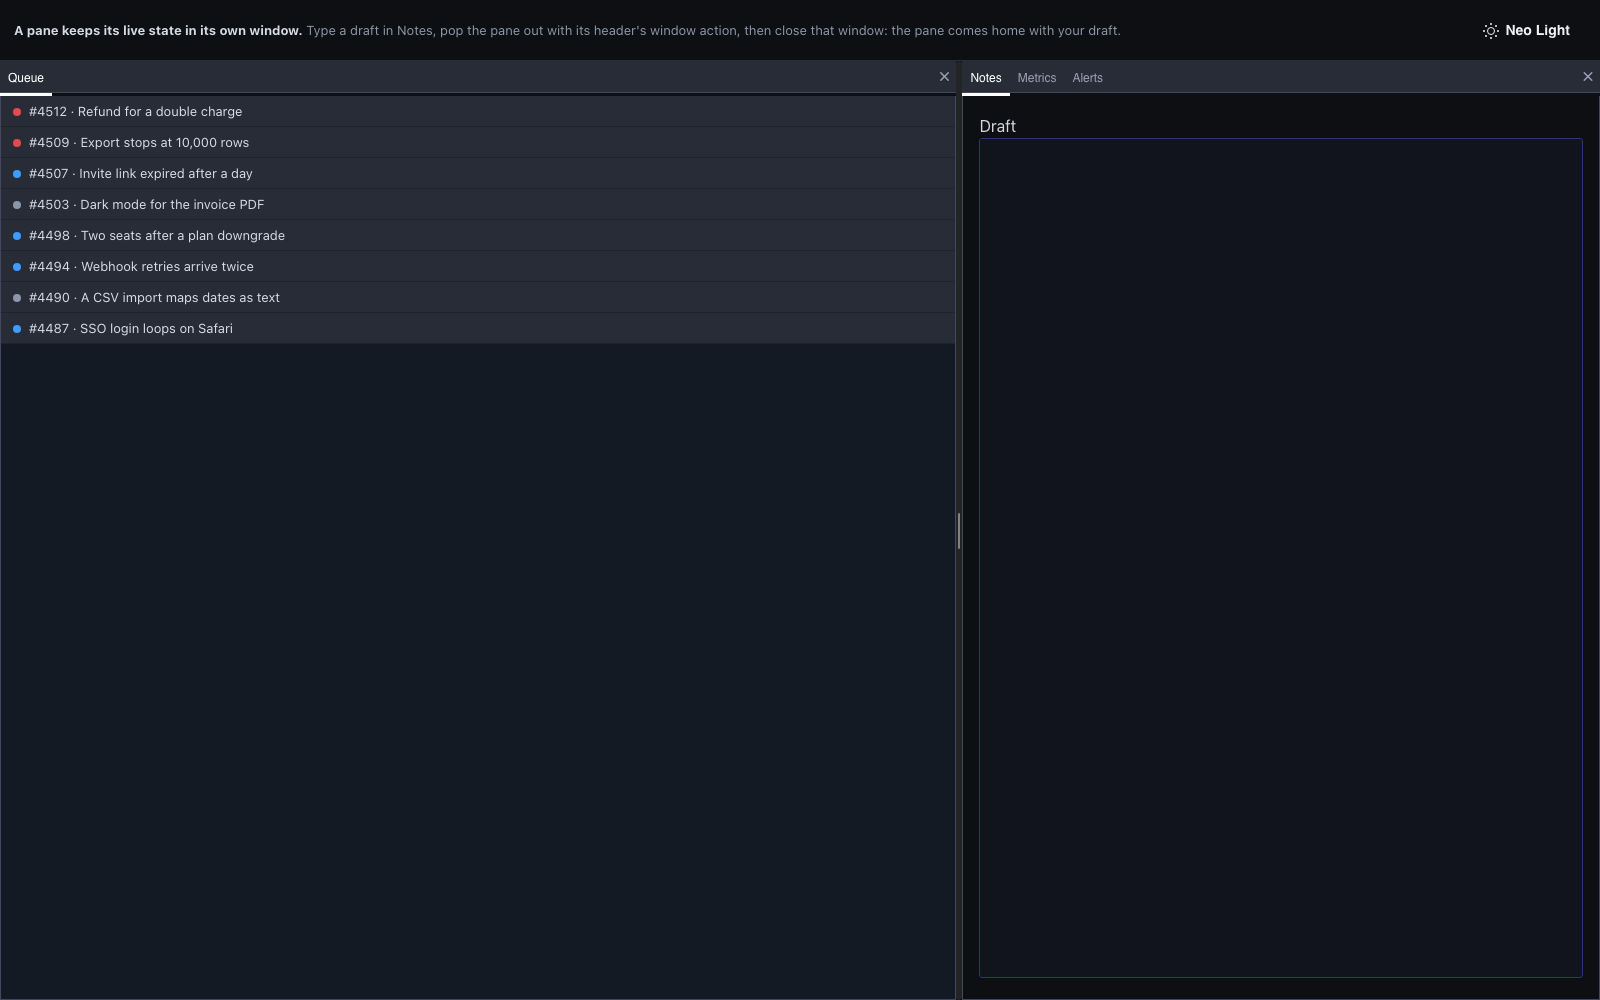 A pane keeps its live state in its own window. Type a draft in Notes, pop the pane out with its header's window action, then close that window: the pane comes home with your draft.
Neo Light
Queue
#4512 · Refund for a double charge
#4509 · Export stops at 10,000 rows
#4507 · Invite link expired after a day
#4503 · Dark mode for the invoice PDF
#4498 · Two seats after a plan downgrade
#4494 · Webhook retries arrive twice
#4490 · A CSV import maps dates as text
#4487 · SSO login loops on Safari
Notes Metrics Alerts
Draft